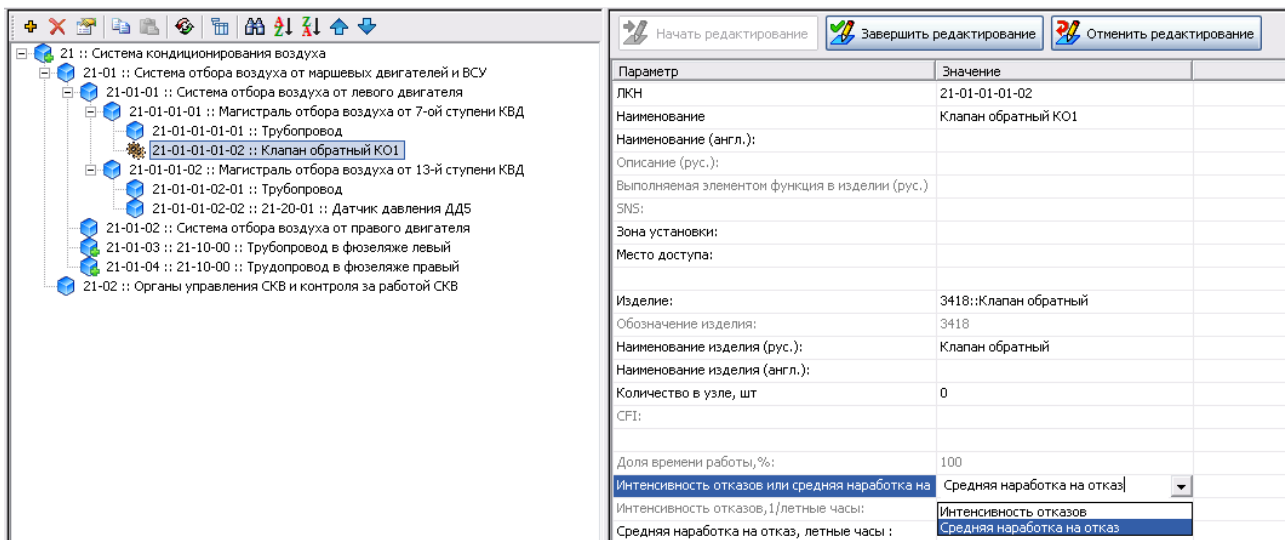 21 :: Система кондиционирования воздуха
21-01 :: Система отбора воздуха от маршевых двигателей и ВСУ
21-01-01 :: Система отбора воздуха от левого двигателя
21-01-01-01 :: Магистраль отбора воздуха от 7-ой ступени КВД
21-01-01-01-01 :: Трубопровод
21-01-01-01-02 :: Клапан обратный КО1
21-01-01-02 :: Магистраль отбора воздуха от 13-й ступени КВД
21-01-01-02-01 :: Трубопровод
21-01-01-02-02 :: 21-20-01 :: Датчик давления ДД5
21-01-02 :: Система отбора воздуха от правого двигателя
21-01-03 :: 21-10-00 :: Трубопровод в фюзеляже левый
21-01-04 :: 21-10-00 :: Трудопровод в фюзеляже правый
21-02 :: Органы управления СКВ и контроля за работой СКВ
Начать редактирование Завершить редактирование Отменить редактирование
Параметр Значение
ЛКН 21-01-01-01-02
Наименование Клапан обратный КО1
Наименование (англ.):
Описание (рус.):
Выполняемая элементом функция в изделии (рус.)
SNS:
Зона установки:
Место доступа:
Изделие: 3418::Клапан обратный
Обозначение изделия: 3418
Наименование изделия (рус.): Клапан обратный
Наименование изделия (англ.):
Количество в узле, шт 0
CFI:
Доля времени работы,%: 100
Интенсивность отказов или средняя наработка на Средняя наработка на отказ
Интенсивность отказов,1/летные часы: Интенсивность отказов
Средняя наработка на отказ, летные часы : Средняя наработка на отказ